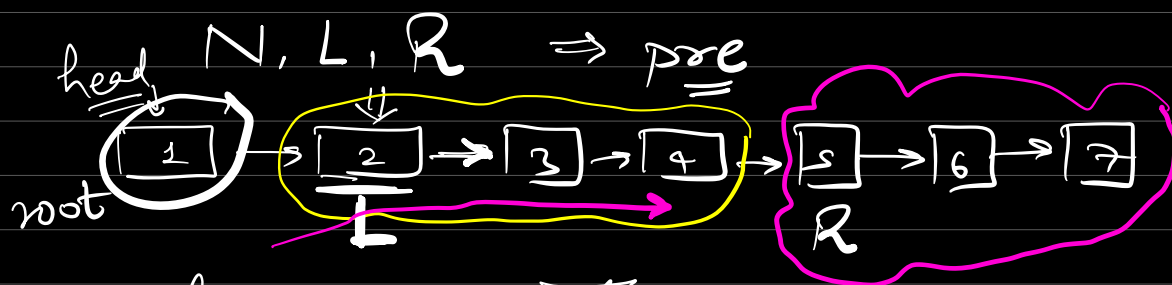 N, L, R ⇒ pre
head
1 → 2 → 3 → 4 → 5 → 6 → 7
root L R